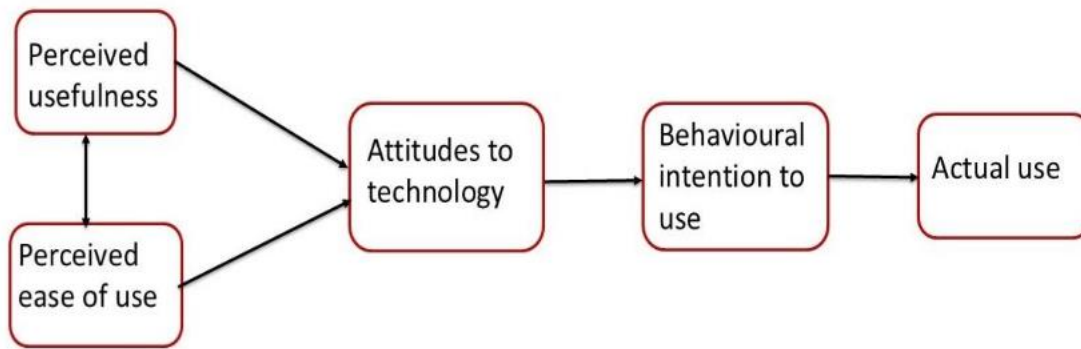 Perceived
usefulness
Perceived
ease of use
Attitudes to
technology
Behavioural
intention to
use
Actual use